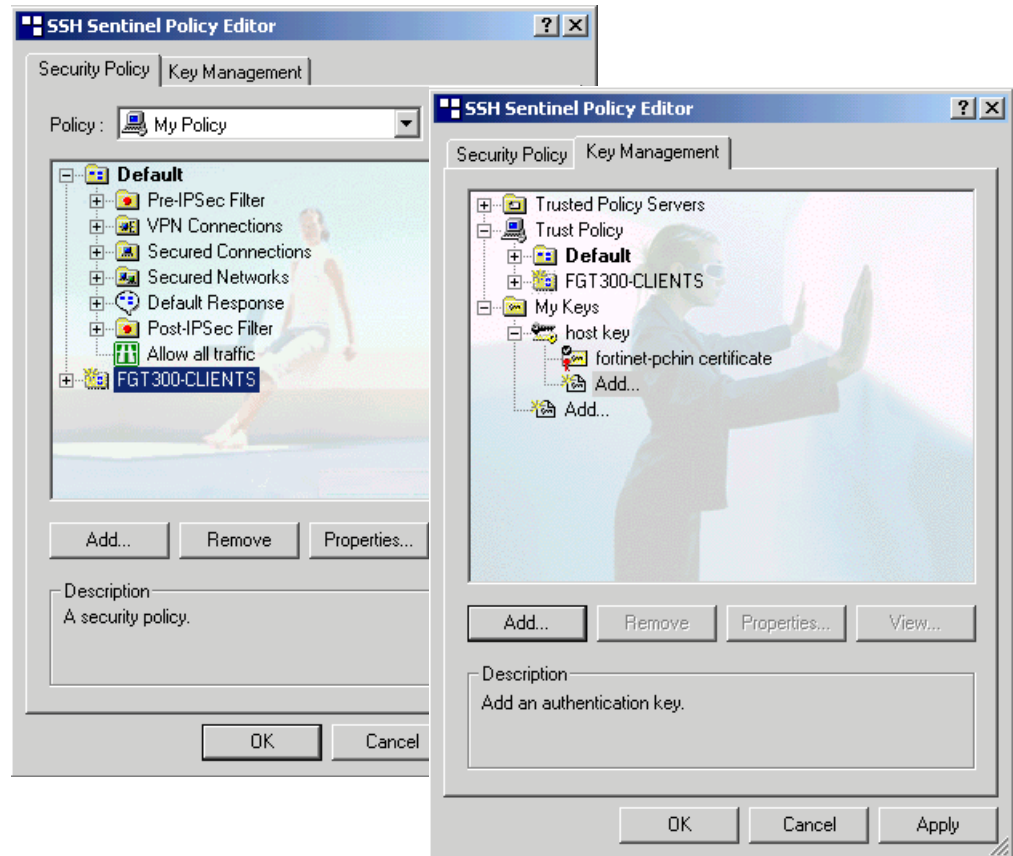 SSH Sentinel Policy Editor
Security Policy
Key Management
Policy :
My Policy
Default
Pre-IPSec Filter
VPN Connections
Secured Connections
Secured Networks
Default Response
Post-IPSec Filter
Allow all traffic
FGT300-CLIENTS
Add...
Remove
Properties...
Description
A security policy.
OK
Cancel
SSH Sentinel Policy Editor
Security Policy
Key Management
Trusted Policy Servers
Trust Policy
Default
FGT300-CLIENTS
My Keys
host key
fortinet-pchin certificate
Add...
Add...
Add...
Remove
Properties...
View...
Description
Add an authentication key.
OK
Cancel
Apply